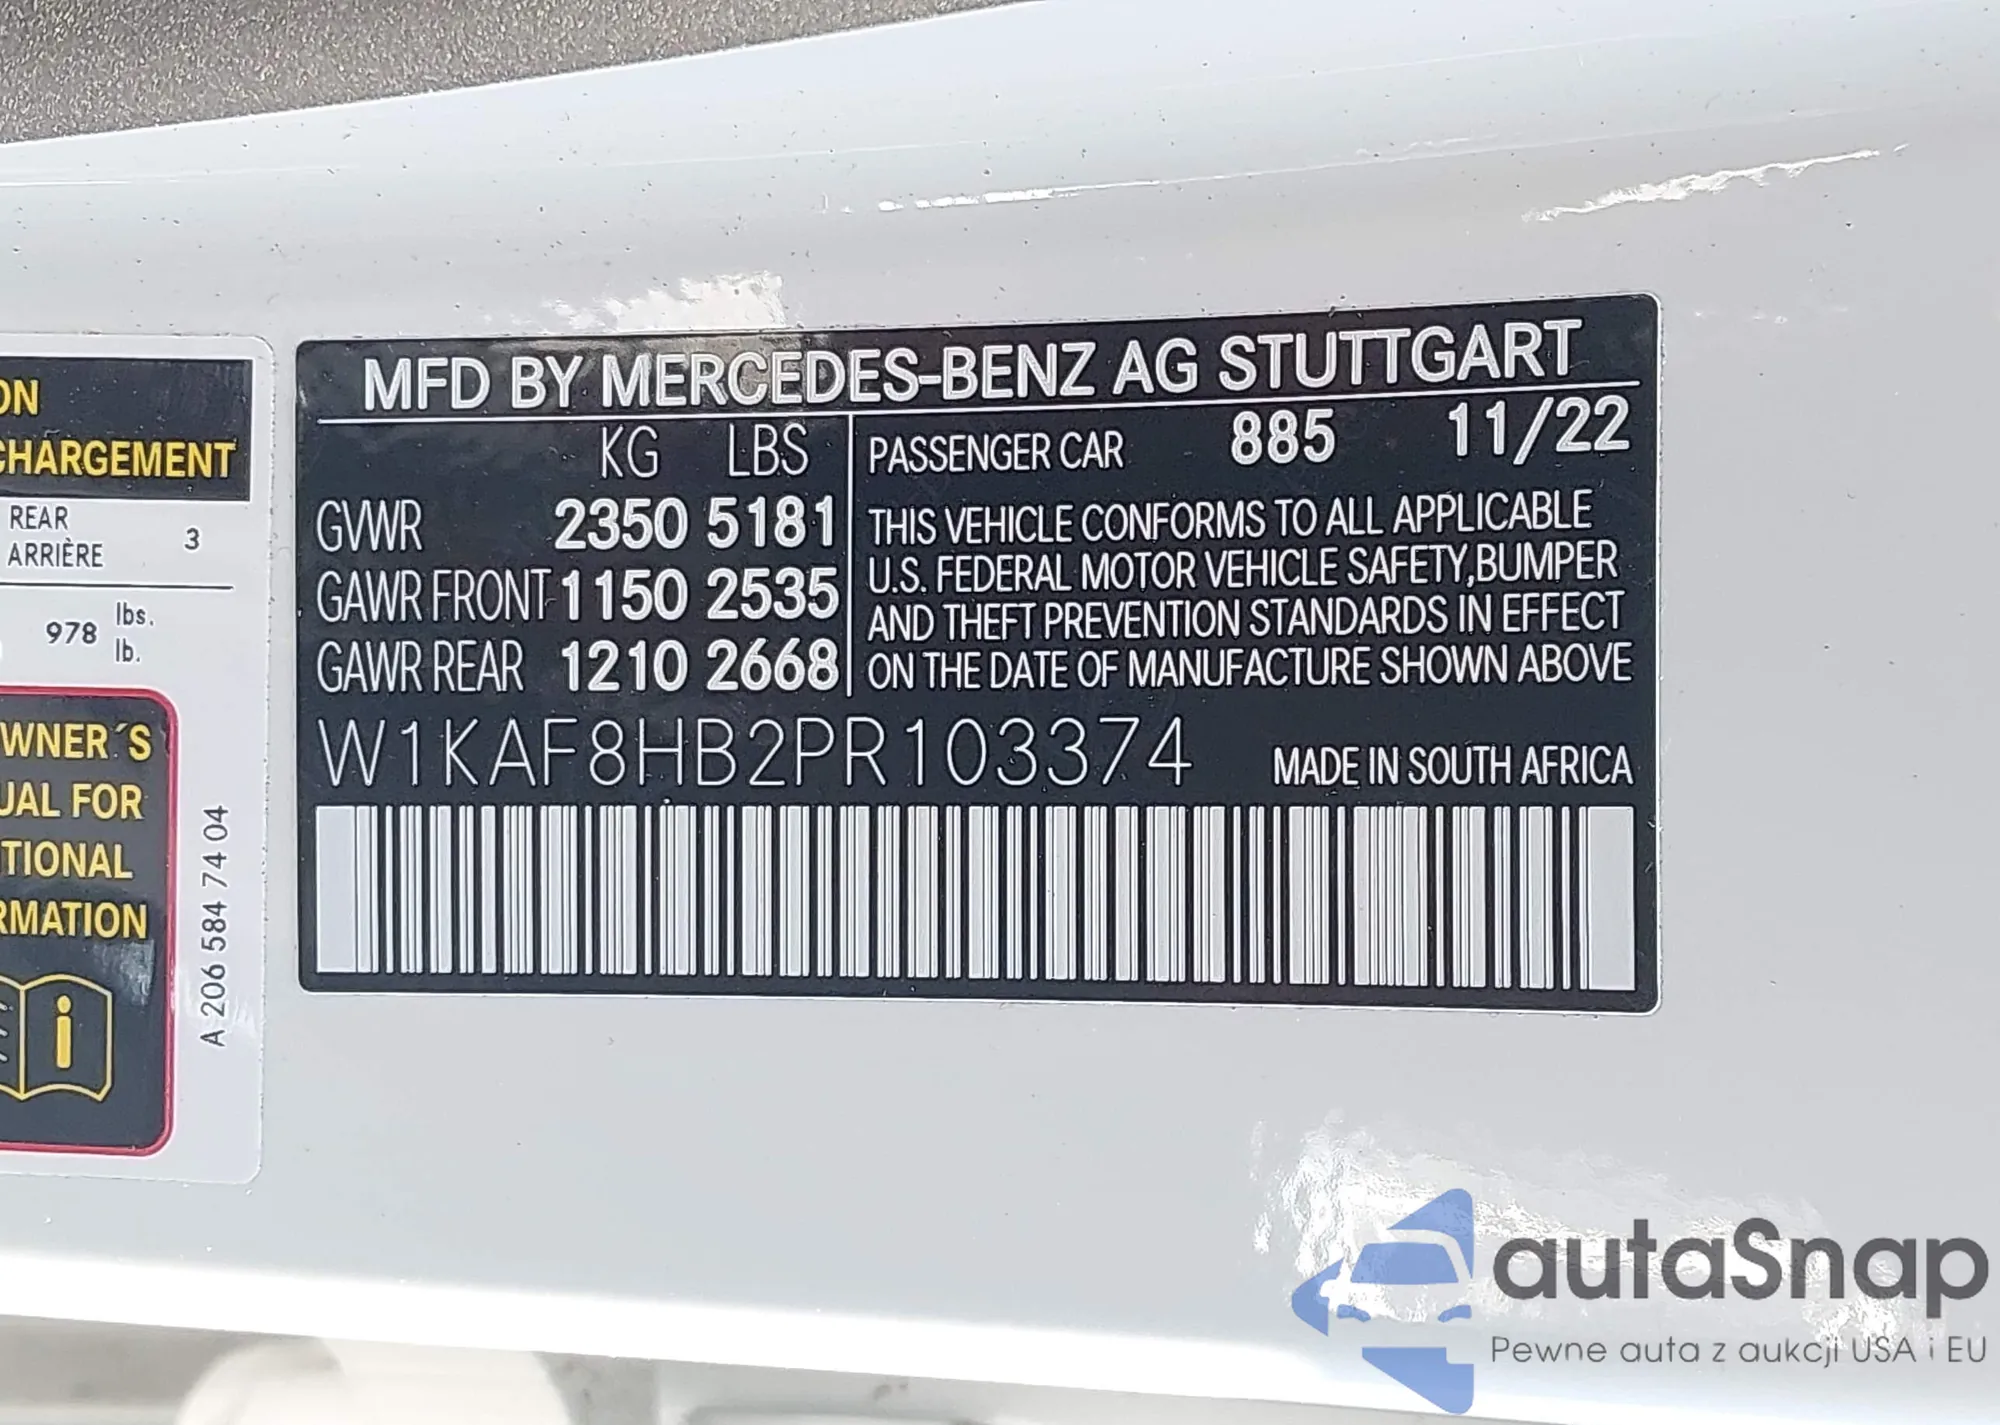 ON
CHARGEMENT
REAR
ARRIÈRE 3
978 lbs.
lb.
WNER´S
UAL FOR
TIONAL
RMATION
i
A 206 584 74 04
MFD BY MERCEDES-BENZ AG STUTTGART
KG LBS
GVWR 2350 5181
GAWR FRONT 1150 2535
GAWR REAR 1210 2668
PASSENGER CAR 885 11/22
THIS VEHICLE CONFORMS TO ALL APPLICABLE
U.S. FEDERAL MOTOR VEHICLE SAFETY,BUMPER
AND THEFT PREVENTION STANDARDS IN EFFECT
ON THE DATE OF MANUFACTURE SHOWN ABOVE
W1KAF8HB2PR103374 MADE IN SOUTH AFRICA
autaSnap
Pewne auta z aukcji USA i EU